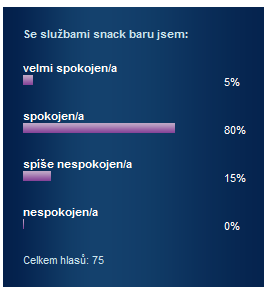 Se službami snack baru jsem:
velmi spokojen/a
5%
spokojen/a
80%
spíše nespokojen/a
15%
nespokojen/a
0%
Celkem hlasů: 75